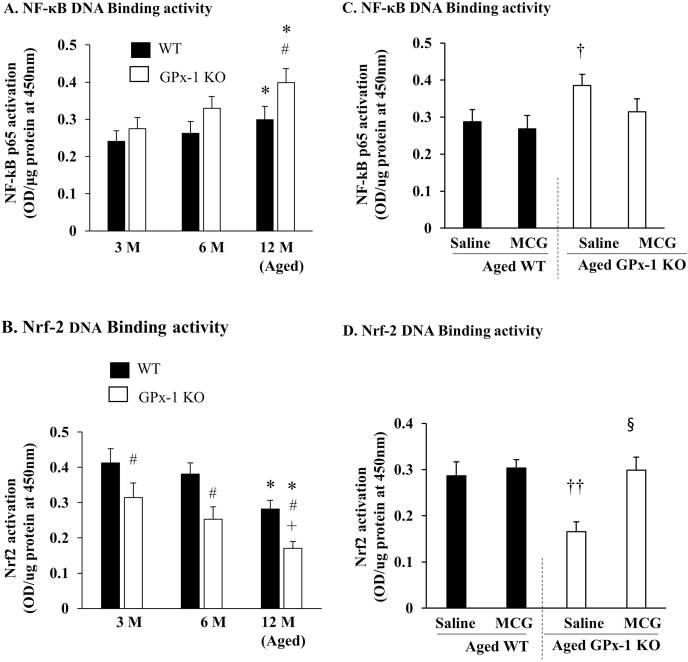 A. NF-κB DNA Binding activity
WT
GPx-1 KO
NF-kB p65 activation
(OD/μg protein at 450nm)
0.5
0.4
0.3
0.2
0.1
0
*
*
#
3 M
6 M
12 M
(Aged)
C. NF-κB DNA Binding activity
NF-kB p65 activation
(OD/ug protein at 450nm)
0.5
0.4
0.3
0.2
0.1
0
†
Saline
MCG
Saline
MCG
Aged WT
Aged GPx-1 KO
B. Nrf-2 DNA Binding activity
WT
GPx-1 KO
Nrf2 activation
(OD/ug protein at 450nm)
0.5
0.4
0.3
0.2
0.1
0
#
#
*
*
#
+
3 M
6 M
12 M
(Aged)
D. Nrf-2 DNA Binding activity
Nrf2 activation
(OD/ug protein at 450nm)
0.4
0.3
0.2
0.1
0
††
§
Saline
MCG
Saline
MCG
Aged WT
Aged GPx-1 KO